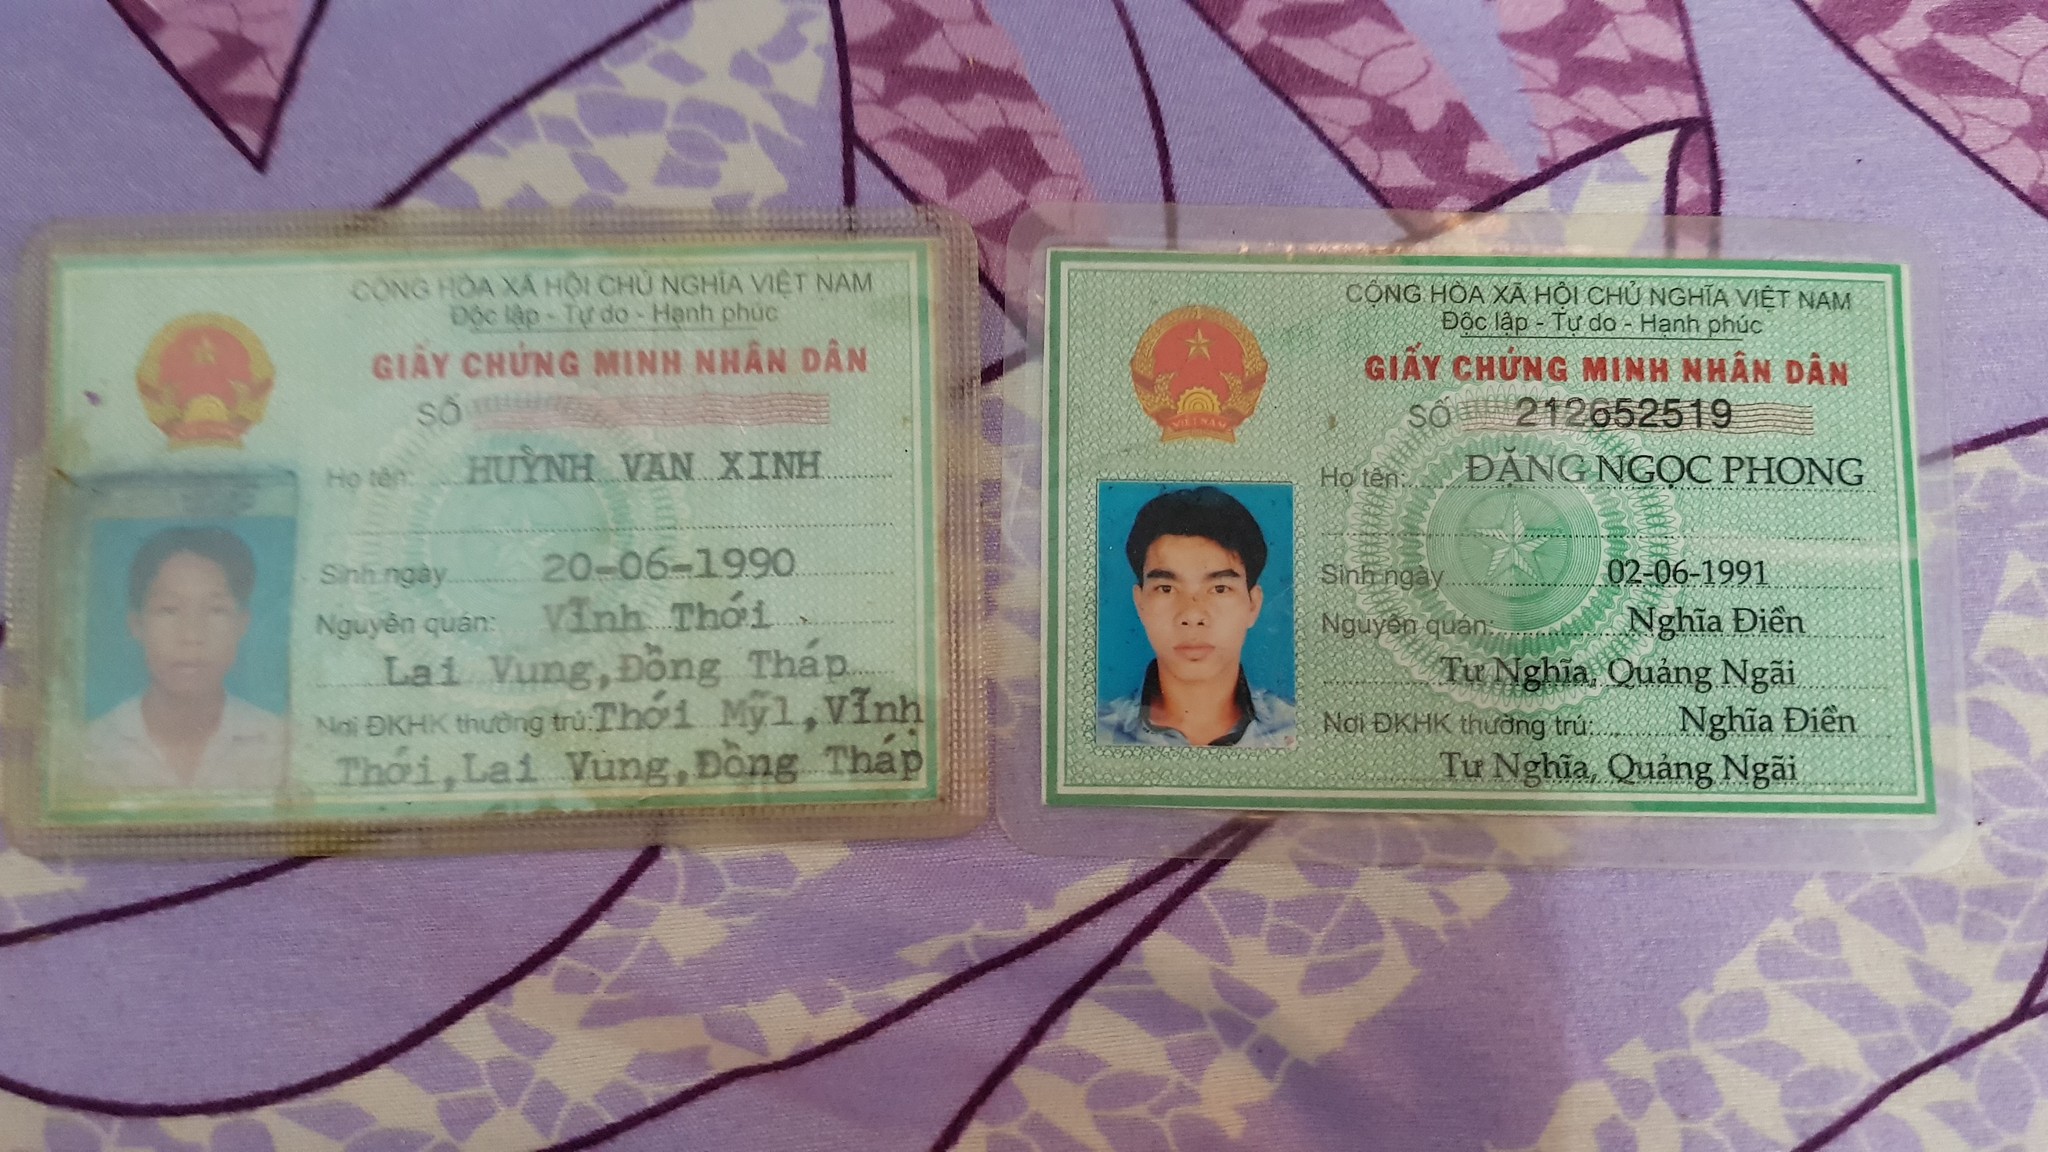 CỘNG HÒA XÃ HỘI CHỦ NGHĨA VIỆT NAM
Độc lập - Tự do - Hạnh phúc
GIẤY CHỨNG MINH NHÂN DÂN
SỐ
Họ tên: HUỲNH VAN XINH
Sinh ngày 20-06-1990
Nguyên quán: Vĩnh Thới
Lai Vung, Đồng Tháp
Nơi ĐKHK thường trú: Thới Mỹ1, Vĩnh
Thới, Lai Vung, Đồng Tháp
CỘNG HÒA XÃ HỘI CHỦ NGHĨA VIỆT NAM
Độc lập - Tự do - Hạnh phúc
GIẤY CHỨNG MINH NHÂN DÂN
SỐ 212652519
Họ tên: ĐẶNG NGỌC PHONG
Sinh ngày 02-06-1991
Nguyên quán: Nghĩa Điền
Tư Nghĩa, Quảng Ngãi
Nơi ĐKHK thường trú: Nghĩa Điền
Tư Nghĩa, Quảng Ngãi
VIỆT NAM